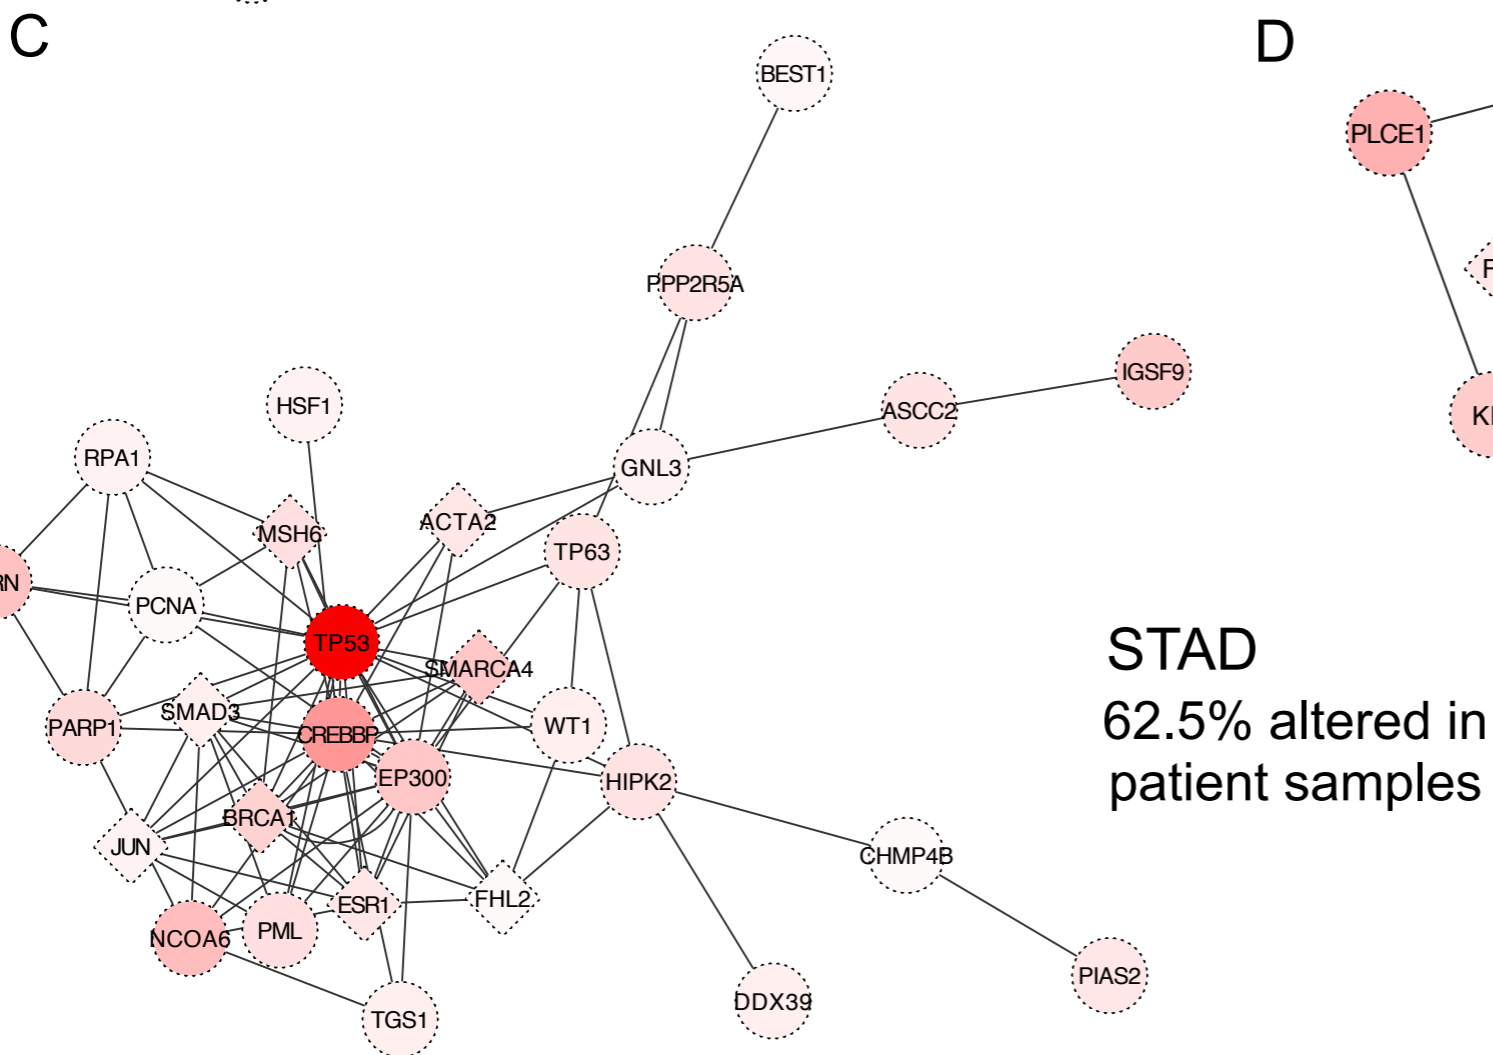 C
D
BEST1
PLCE1
PPP2R5A
IGSF9
ASCC2
HSF1
RPA1
GNL3
ACTA2
MSH6
TP63
RN
PCNA
TP53
SMARCA4
SMAD3
PARP1
CREBBP
WT1
EP300
HIPK2
BRCA1
JUN
CHMP4B
ESR1
FHL2
NCOA6
PML
PIAS2
DDX39
TGS1
STAD
62.5% altered in
patient samples